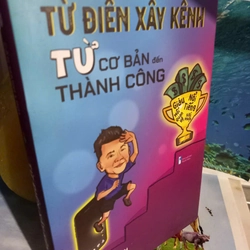 TỪ ĐIỂN XÂY KÊNH
TỪ CƠ BẢN đến
THÀNH CÔNG